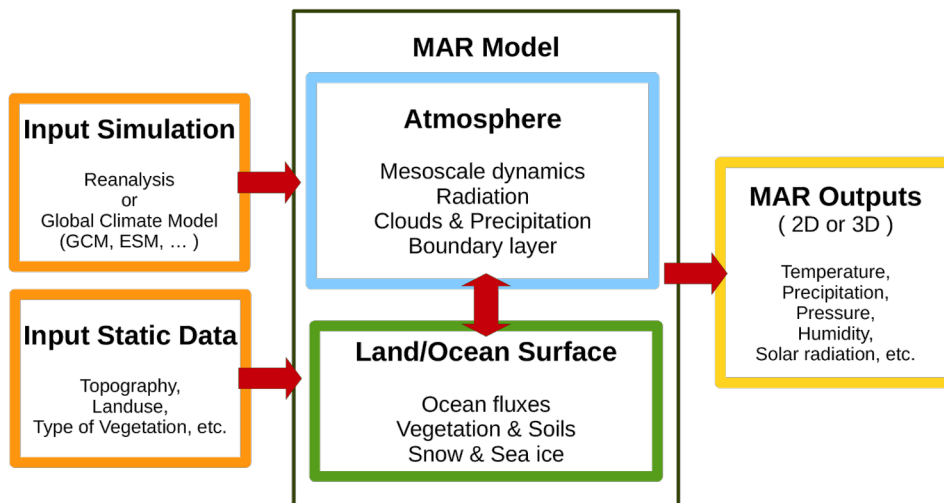 MAR Model
Input Simulation
Reanalysis
or
Global Climate Model
(GCM, ESM, ... )
Input Static Data
Topography,
Landuse,
Type of Vegetation, etc.
Atmosphere
Mesoscale dynamics
Radiation
Clouds & Precipitation
Boundary layer
Land/Ocean Surface
Ocean fluxes
Vegetation & Soils
Snow & Sea ice
MAR Outputs
( 2D or 3D )
Temperature,
Precipitation,
Pressure,
Humidity,
Solar radiation, etc.